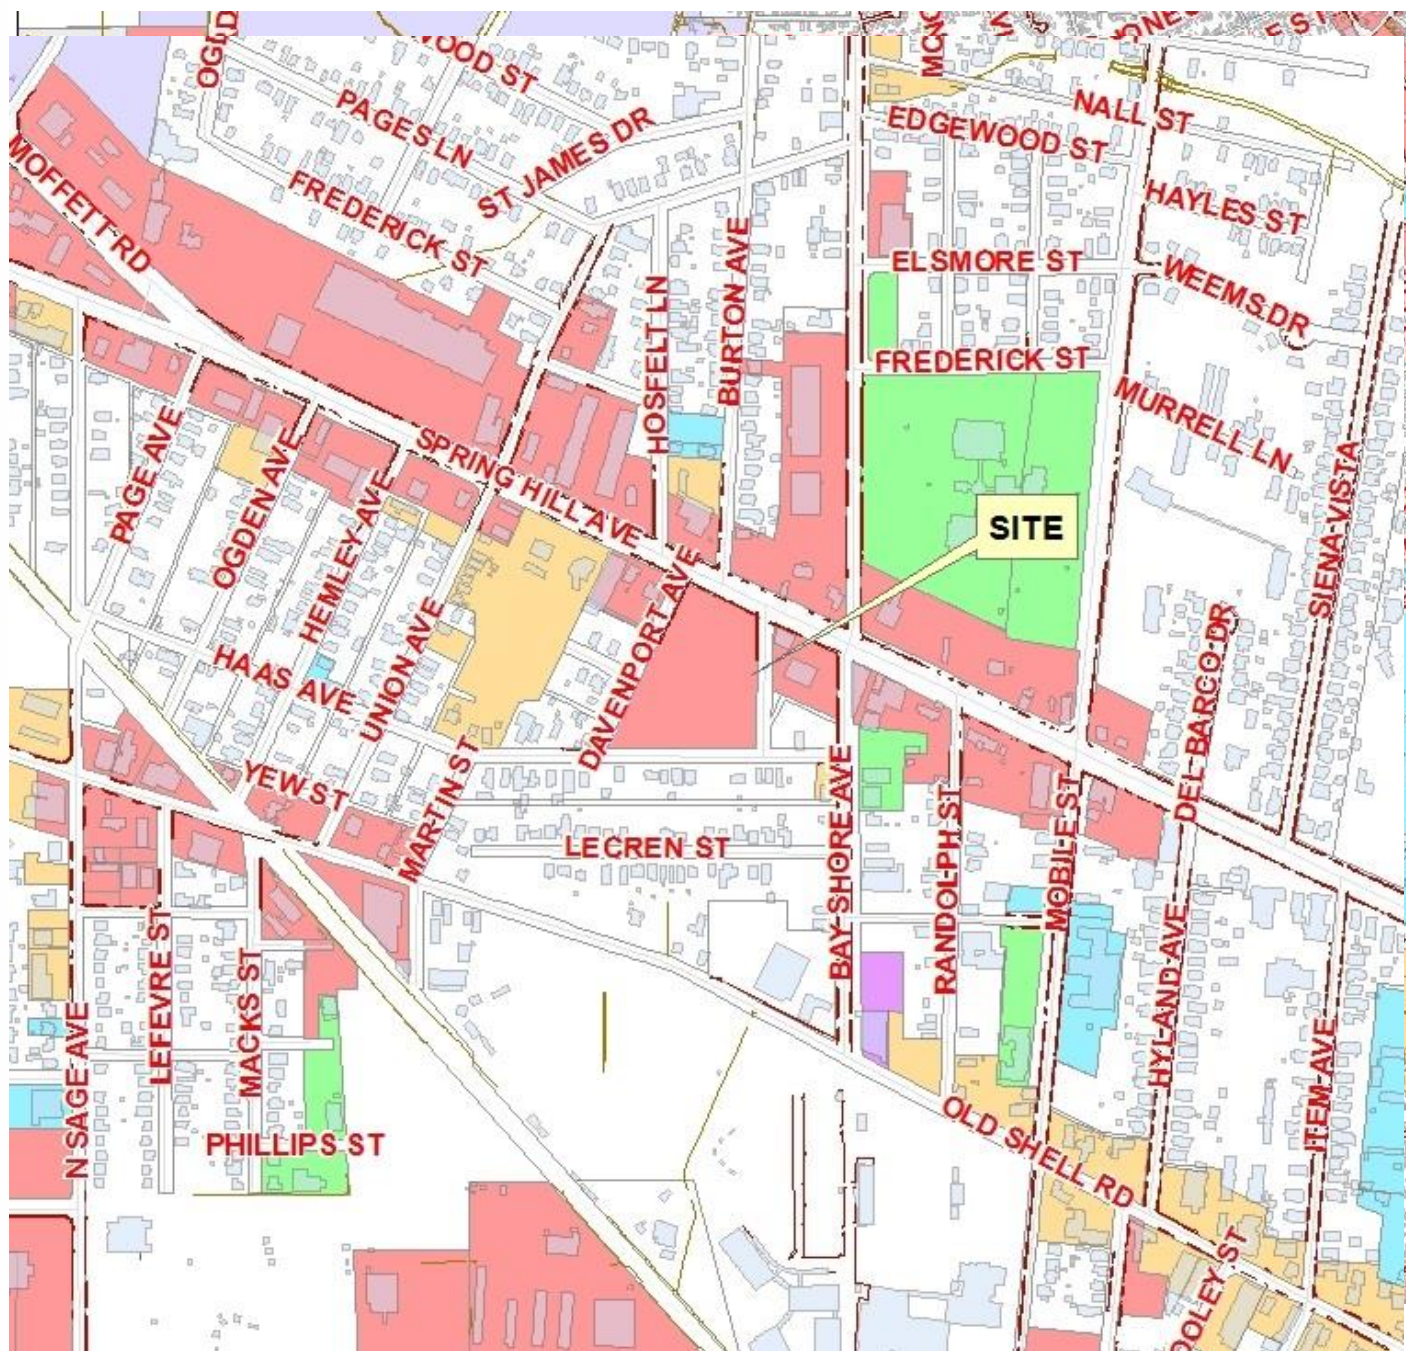 WOOD ST
PAGES LN
ST JAMES DR
NALL ST
EDGEWOOD ST
MOFFETT RD
FREDERICK ST
HAYLES ST
ELSMORE ST
WEEMS DR
HOSFELT LN
BURTON AVE
FREDERICK ST
MURRELL LN
SPRING HILL AVE
PAGE AVE
OGDEN AVE
HEMLEY AVE
SITE
SIENA VISTA
DAVENPORT AVE
UNION AVE
HAAS AVE
DEL BARCO DR
YEW ST
MARTIN ST
LECREN ST
BAY SHORE AVE
RANDOLPH ST
MOBILE ST
HYLAND AVE
LEFEVRE ST
MACKS ST
N SAGE AVE
ITEM AVE
PHILLIPS ST
OLD SHELL RD
OOLEY ST